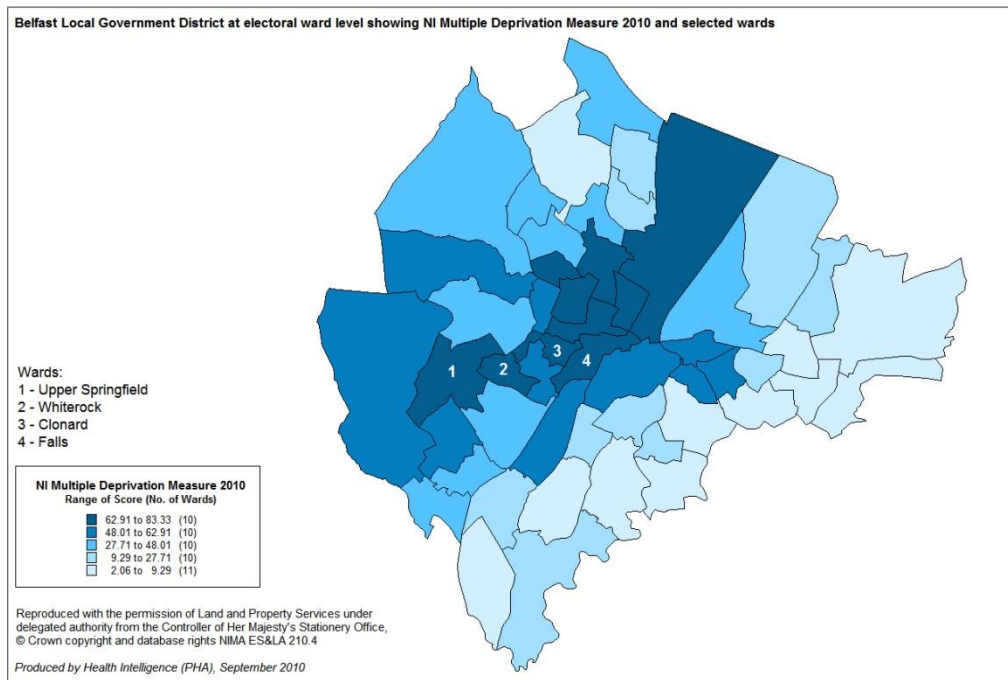 Belfast Local Government District at electoral ward level showing NI Multiple Deprivation Measure 2010 and selected wards
1
2
3
4
Wards:
1 - Upper Springfield
2 - Whiterock
3 - Clonard
4 - Falls
NI Multiple Deprivation Measure 2010
Range of Score (No. of Wards)
62.91 to 83.33 (10)
48.01 to 62.91 (10)
27.71 to 48.01 (10)
9.29 to 27.71 (10)
2.06 to 9.29 (11)
Reproduced with the permission of Land and Property Services under
delegated authority from the Controller of Her Majesty's Stationery Office,
© Crown copyright and database rights NIMA ES&LA 210.4
Produced by Health Intelligence (PHA), September 2010